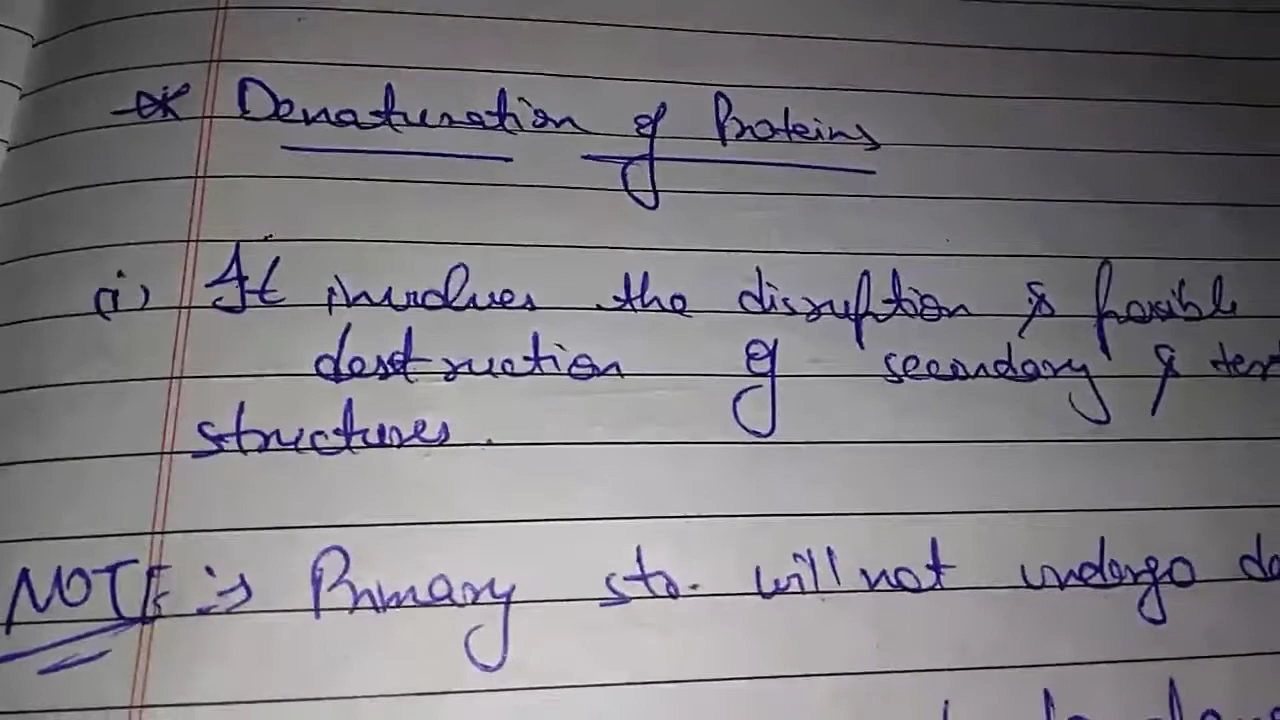 Denaturation of Proteins
(i) It involves the disruption & possible
destruction of secondary & ter
structures.
NOTE :- Primary str. will not undergo de